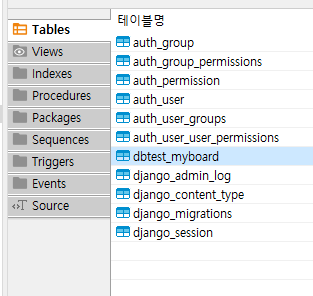 Tables
Views
Indexes
Procedures
Packages
Sequences
Triggers
Events
Source
테이블명
auth_group
auth_group_permissions
auth_permission
auth_user
auth_user_groups
auth_user_user_permissions
dbtest_myboard
django_admin_log
django_content_type
django_migrations
django_session